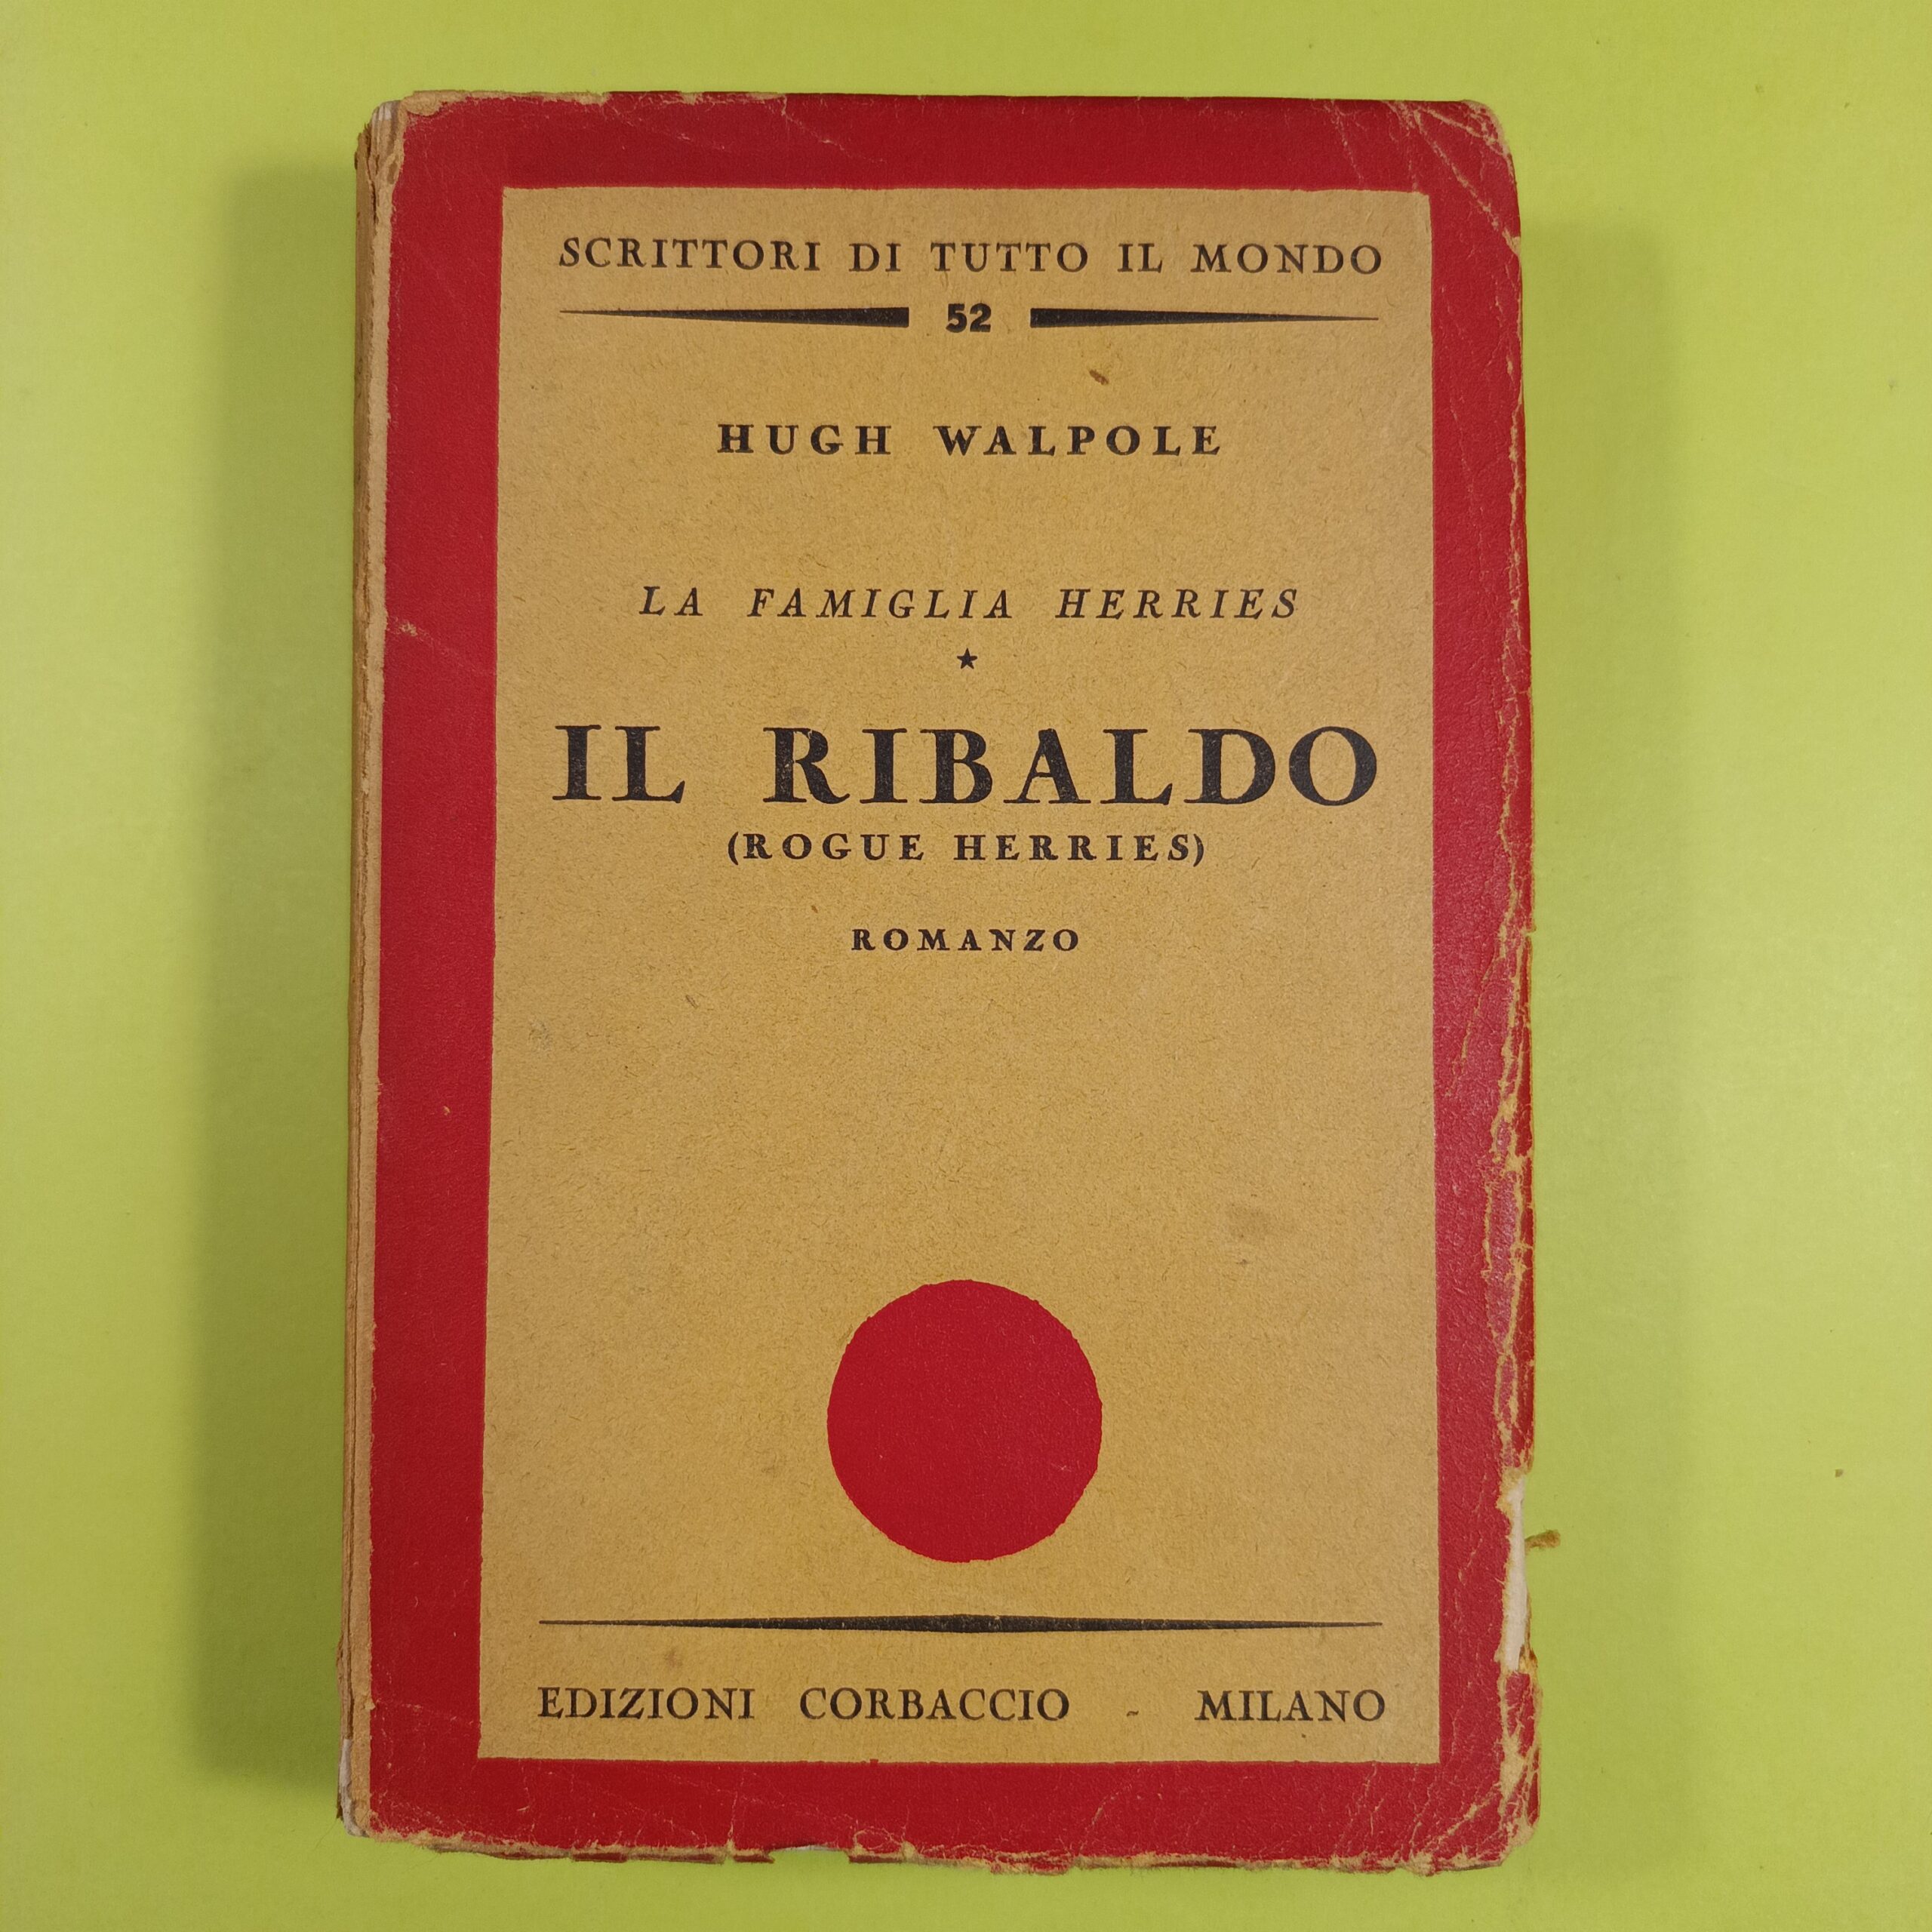 SCRITTORI DI TUTTO IL MONDO
52
HUGH WALPOLE
LA FAMIGLIA HERRIES
★
IL RIBALDO
(ROGUE HERRIES)
ROMANZO
EDIZIONI CORBACCIO - MILANO